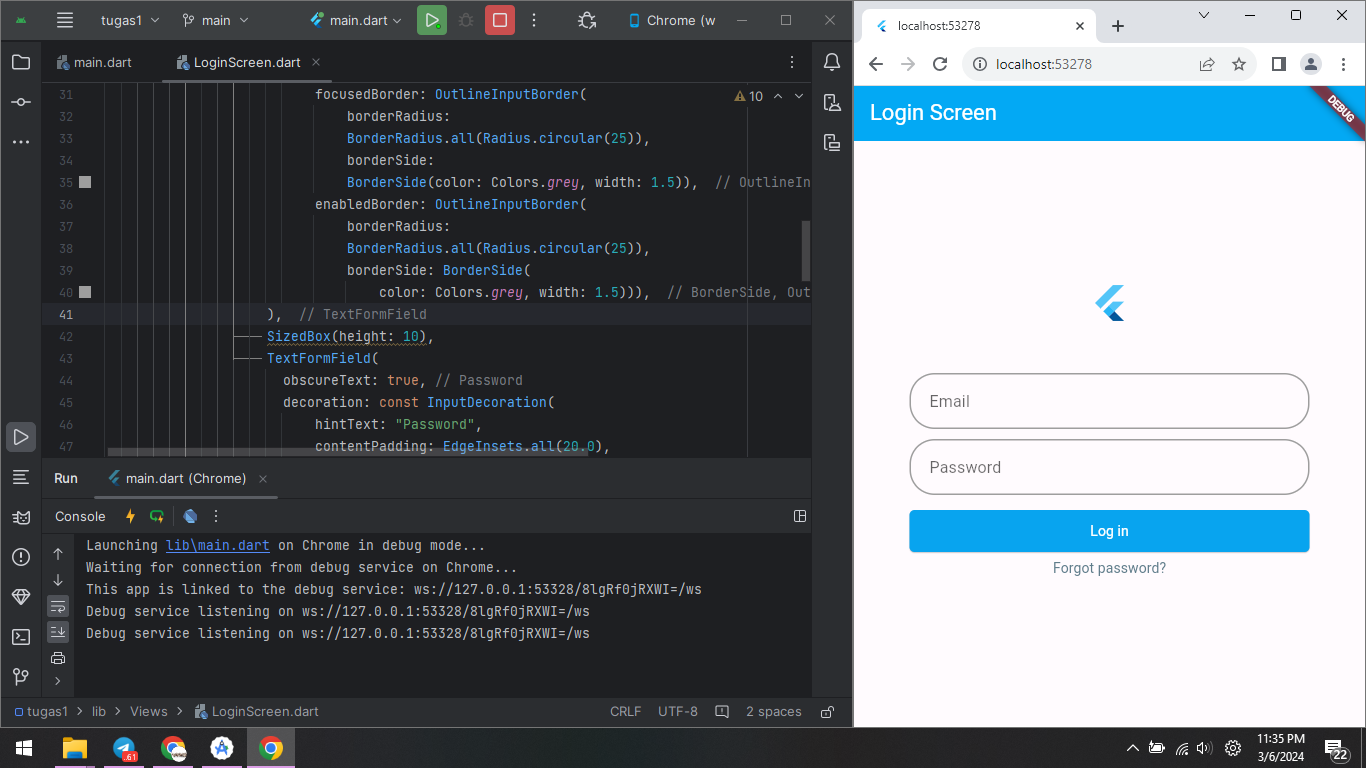 tugas1
main
main.dart
Chrome (w
main.dart
LoginScreen.dart
10
31 focusedBorder: OutlineInputBorder(
32 borderRadius:
33 BorderRadius.all(Radius.circular(25)),
34 borderSide:
35 BorderSide(color: Colors.grey, width: 1.5)), // OutlineIn
36 enabledBorder: OutlineInputBorder(
37 borderRadius:
38 BorderRadius.all(Radius.circular(25)),
39 borderSide: BorderSide(
40 color: Colors.grey, width: 1.5))), // BorderSide, Out
41 ), // TextFormField
42 SizedBox(height: 10),
43 TextFormField(
44 obscureText: true, // Password
45 decoration: const InputDecoration(
46 hintText: "Password",
47 contentPadding: EdgeInsets.all(20.0),
Run
main.dart (Chrome)
Console
Launching lib\main.dart on Chrome in debug mode...
Waiting for connection from debug service on Chrome...
This app is linked to the debug service: ws://127.0.0.1:53328/8lgRf0jRXWI=/ws
Debug service listening on ws://127.0.0.1:53328/8lgRf0jRXWI=/ws
Debug service listening on ws://127.0.0.1:53328/8lgRf0jRXWI=/ws
tugas1 > lib > Views > LoginScreen.dart
CRLF UTF-8 2 spaces
localhost:53278
localhost:53278
Login Screen
DEBUG
Email
Password
Log in
Forgot password?
61
11:35 PM
3/6/2024
22